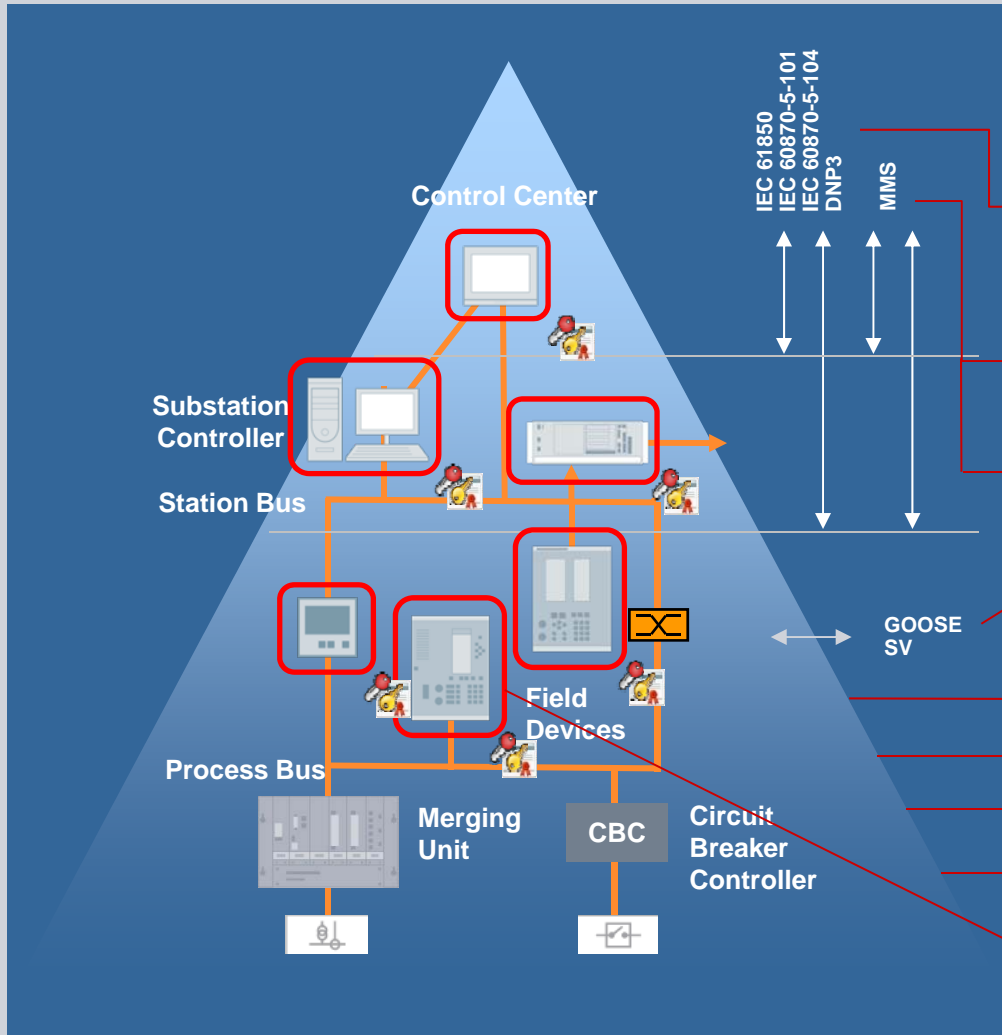 IEC 61850
IEC 60870-5-101
IEC 60870-5-104
DNP3
MMS
Control Center
Substation
Controller
Station Bus
GOOSE
SV
Field
Devices
Process Bus
Merging
Unit
CBC
Circuit
Breaker
Controller